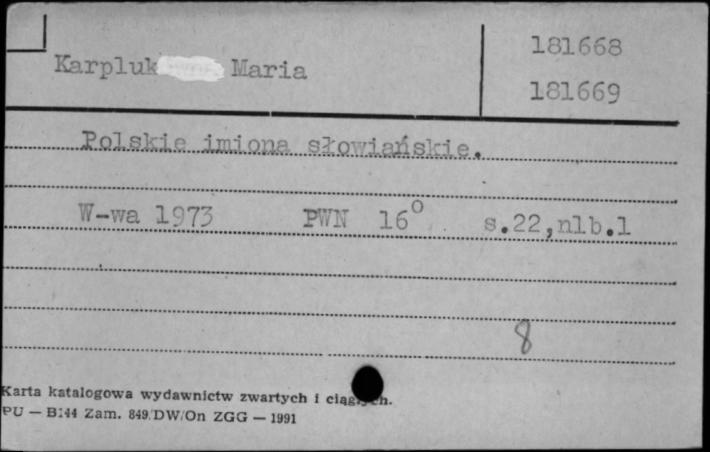 181668
Karpluk Maria
181669
Polskie imiona słowiańskie.
W-wa 1973 PWN 16° s.22,nlb.1
8
Karta katalogowa wydawnictw zwartych i ciągłych.
PU — B144 Zam. 849/DW/On ZGG — 1991